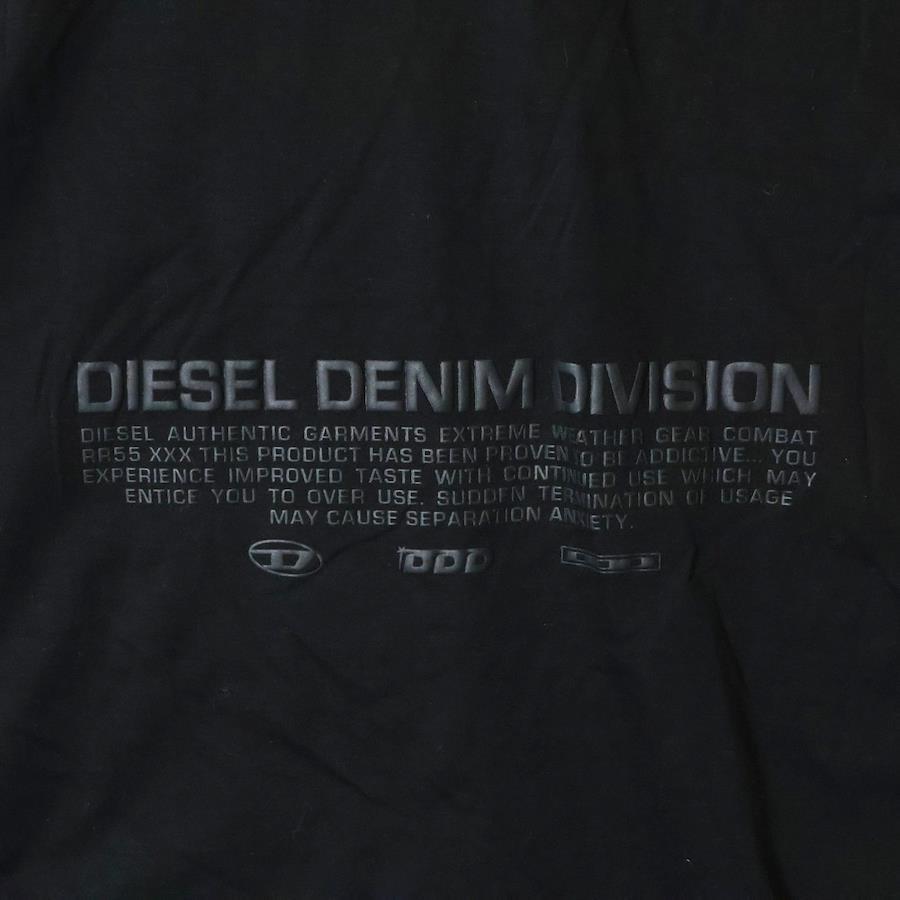 DIESEL DENIM DIVISION
DIESEL AUTHENTIC GARMENTS EXTREME WEATHER GEAR COMBAT
RR55 XXX THIS PRODUCT HAS BEEN PROVEN TO BE ADDICTIVE... YOU
EXPERIENCE IMPROVED TASTE WITH CONTINUED USE WHICH MAY
ENTICE YOU TO OVER USE. SUDDEN TERMINATION OF USAGE
MAY CAUSE SEPARATION ANXIETY.
D DDD